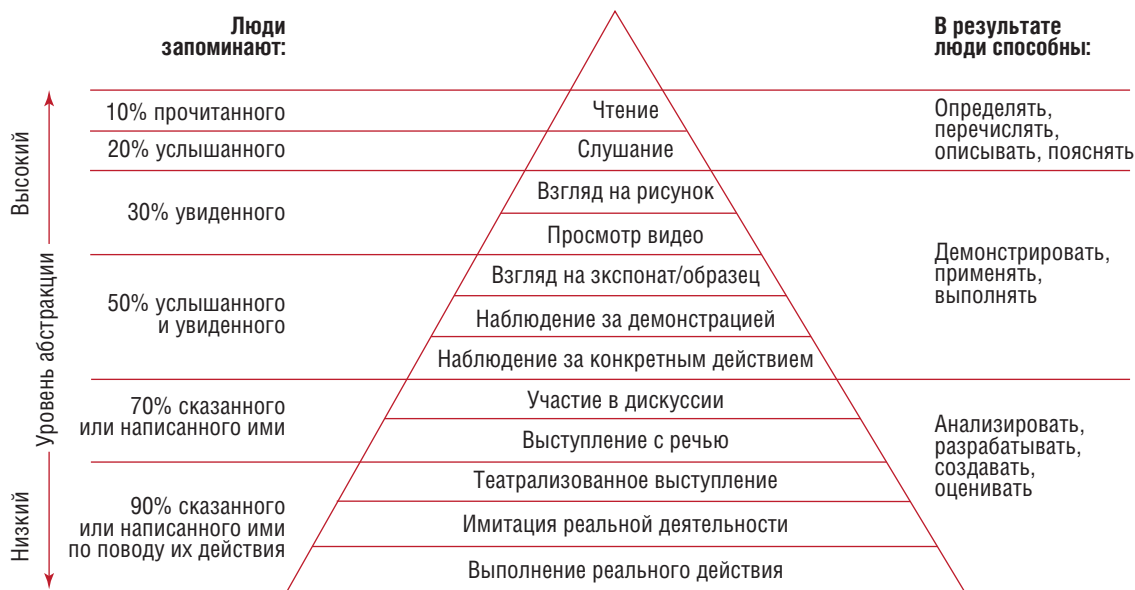 Люди
запоминают:
В результате
люди способны:
Высокий
Уровень абстракции
Низкий
10% прочитанного
Чтение
Определять,
перечислять,
описывать, пояснять
20% услышанного
Слушание
30% увиденного
Взгляд на рисунок
Просмотр видео
Демонстрировать,
применять,
выполнять
50% услышанного
и увиденного
Взгляд на зкспонат/образец
Наблюдение за демонстрацией
Наблюдение за конкретным действием
70% сказанного
или написанного ими
Участие в дискуссии
Выступление с речью
Анализировать,
разрабатывать,
создавать,
оценивать
90% сказанного
или написанного ими
по поводу их действия
Театрализованное выступление
Имитация реальной деятельности
Выполнение реального действия